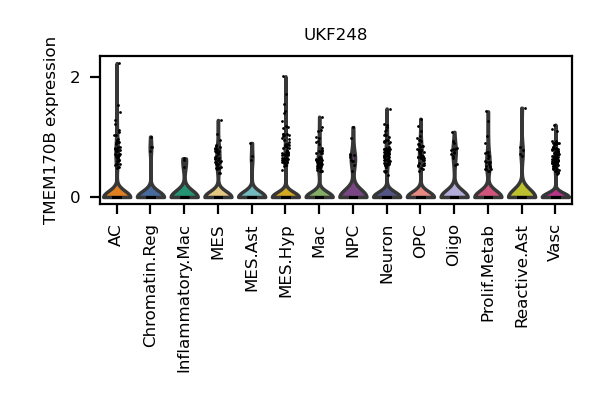 UKF248
TMEM170B expression
2
0
AC
Chromatin.Reg
Inflammatory.Mac
MES
MES.Ast
MES.Hyp
Mac
NPC
Neuron
OPC
Oligo
Prolif.Metab
Reactive.Ast
Vasc